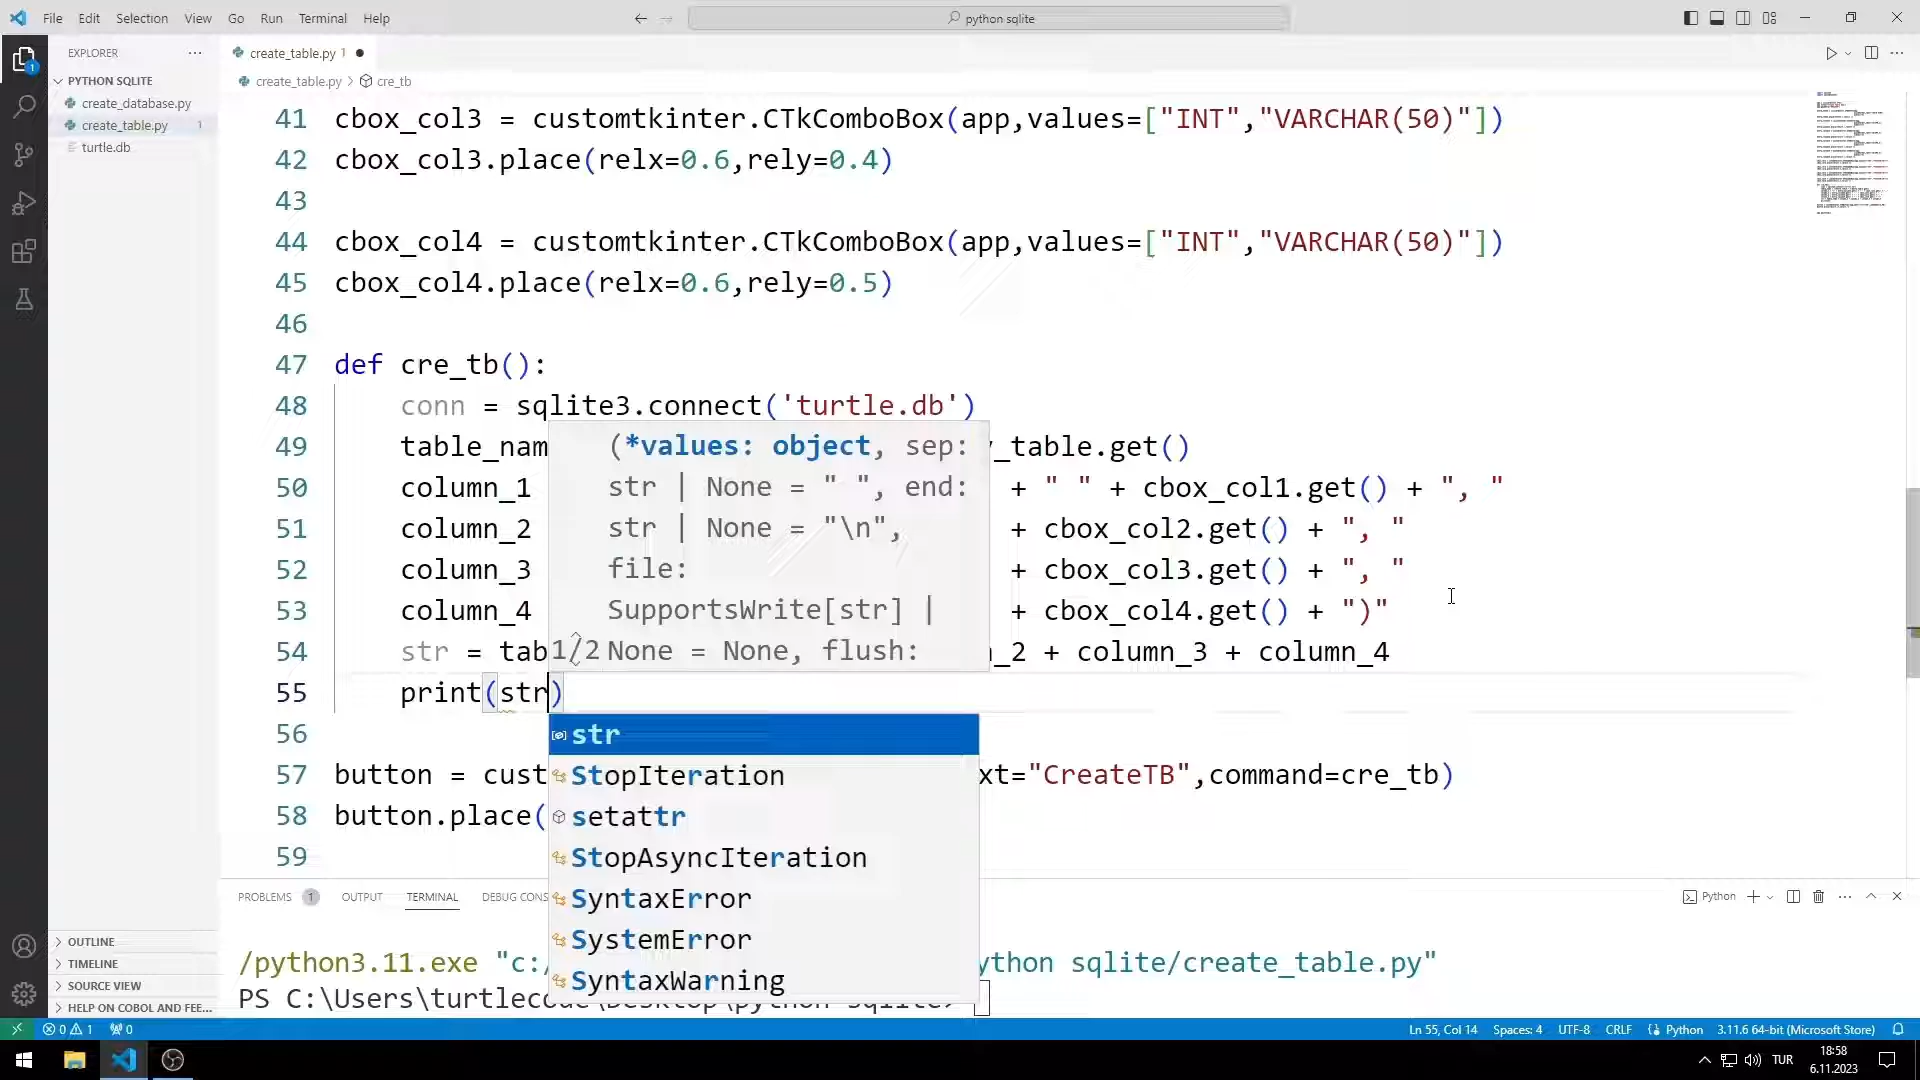 File Edit Selection View Go Run Terminal Help
python sqlite
EXPLORER
PYTHON SQLITE
create_database.py
create_table.py 1
turtle.db
create_table.py 1
create_table.py > cre_tb
41 cbox_col3 = customtkinter.CTkComboBox(app,values=["INT","VARCHAR(50)"])
42 cbox_col3.place(relx=0.6,rely=0.4)
43
44 cbox_col4 = customtkinter.CTkComboBox(app,values=["INT","VARCHAR(50)"])
45 cbox_col4.place(relx=0.6,rely=0.5)
46
47 def cre_tb():
48 conn = sqlite3.connect('turtle.db')
49 table_nam _table.get()
50 column_1 + " " + cbox_col1.get() + ", "
51 column_2 + cbox_col2.get() + ", "
52 column_3 + cbox_col3.get() + ", "
53 column_4 + cbox_col4.get() + ")"
54 str = tab _2 + column_3 + column_4
55 print(str)
56
57 button = cust xt="CreateTB",command=cre_tb)
58 button.place(
59
(*values: object, sep:
str | None = " ", end:
str | None = "\n",
file:
SupportsWrite[str] |
1/2 None = None, flush:
str
StopIteration
setattr
StopAsyncIteration
SyntaxError
SystemError
SyntaxWarning
PROBLEMS 1 OUTPUT TERMINAL DEBUG CONS
Python
/python3.11.exe "c:/ ython sqlite/create_table.py"
PS C:\Users\turtlecode\Desktop\python sqlite>
OUTLINE
TIMELINE
SOURCE VIEW
HELP ON COBOL AND FEE...
0 1 0
Ln 55, Col 14 Spaces: 4 UTF-8 CRLF Python 3.11.6 64-bit (Microsoft Store)
TUR
18:58
6.11.2023